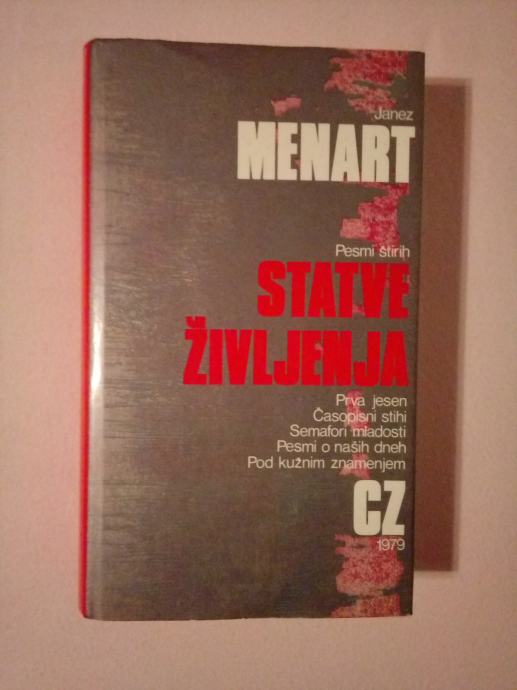 Janez
MENART
Pesmi štirih
STATVE
ŽIVLJENJA
Prva jesen
Časopisni stihi
Semafori mladosti
Pesmi o naših dneh
Pod kužnim znamenjem
CZ
1979